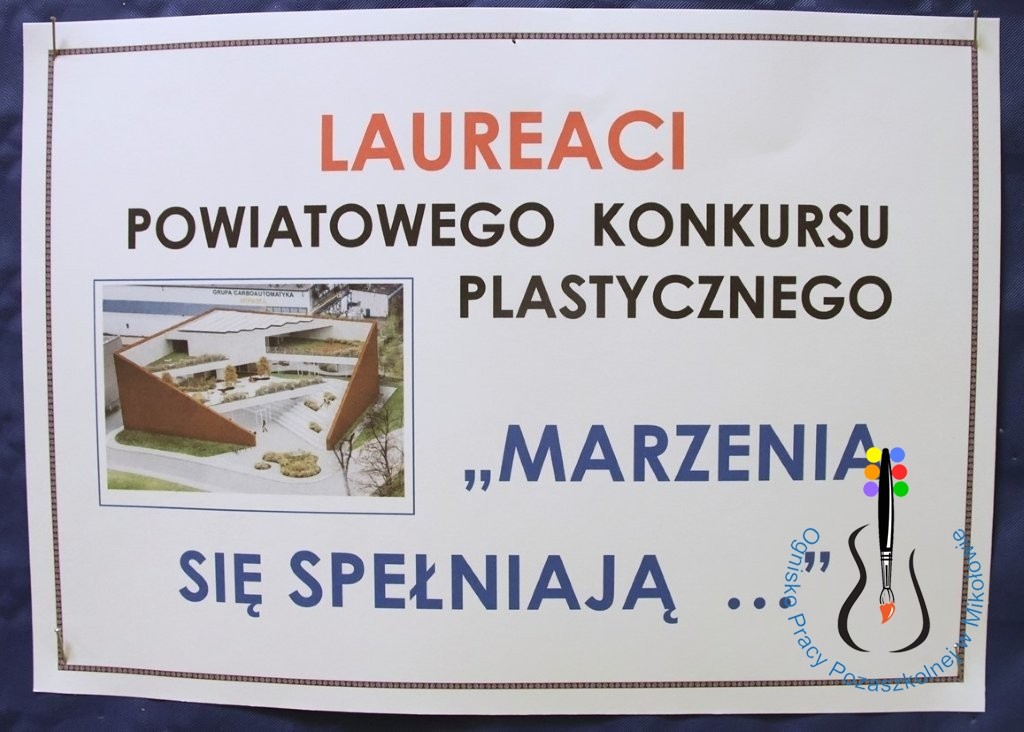 LAUREACI
POWIATOWEGO KONKURSU
PLASTYCZNEGO
GRUPA CARBOAUTOMATYKA
„MARZENIA
SIĘ SPEŁNIAJĄ ..."
Ognisko Pracy Pozaszkolnej w Mikołowie